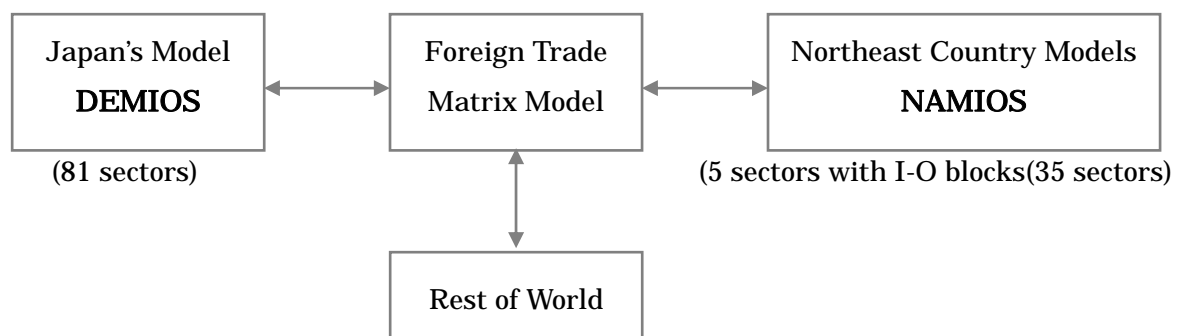 Japan’s Model
DEMIOS
(81 sectors)
Foreign Trade
Matrix Model
Northeast Country Models
NAMIOS
(5 sectors with I-O blocks(35 sectors)
Rest of World